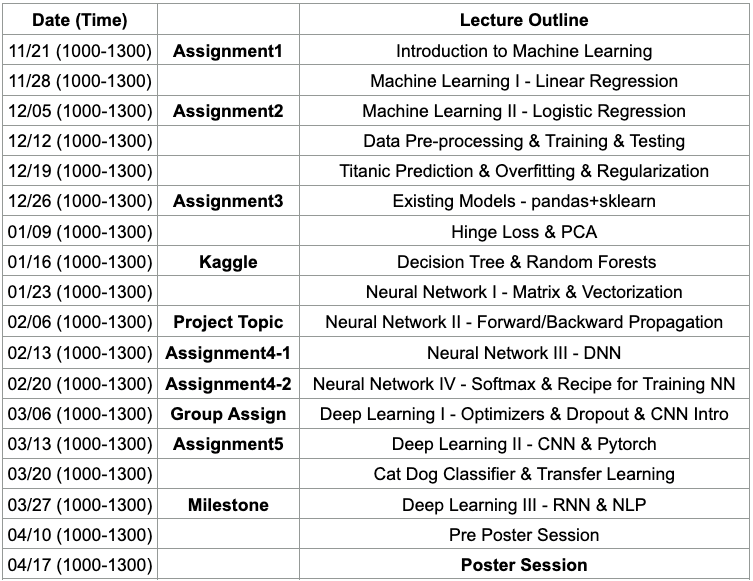 Date (Time) Lecture Outline
11/21 (1000-1300) Assignment1 Introduction to Machine Learning
11/28 (1000-1300) Machine Learning I - Linear Regression
12/05 (1000-1300) Assignment2 Machine Learning II - Logistic Regression
12/12 (1000-1300) Data Pre-processing & Training & Testing
12/19 (1000-1300) Titanic Prediction & Overfitting & Regularization
12/26 (1000-1300) Assignment3 Existing Models - pandas+sklearn
01/09 (1000-1300) Hinge Loss & PCA
01/16 (1000-1300) Kaggle Decision Tree & Random Forests
01/23 (1000-1300) Neural Network I - Matrix & Vectorization
02/06 (1000-1300) Project Topic Neural Network II - Forward/Backward Propagation
02/13 (1000-1300) Assignment4-1 Neural Network III - DNN
02/20 (1000-1300) Assignment4-2 Neural Network IV - Softmax & Recipe for Training NN
03/06 (1000-1300) Group Assign Deep Learning I - Optimizers & Dropout & CNN Intro
03/13 (1000-1300) Assignment5 Deep Learning II - CNN & Pytorch
03/20 (1000-1300) Cat Dog Classifier & Transfer Learning
03/27 (1000-1300) Milestone Deep Learning III - RNN & NLP
04/10 (1000-1300) Pre Poster Session
04/17 (1000-1300) Poster Session